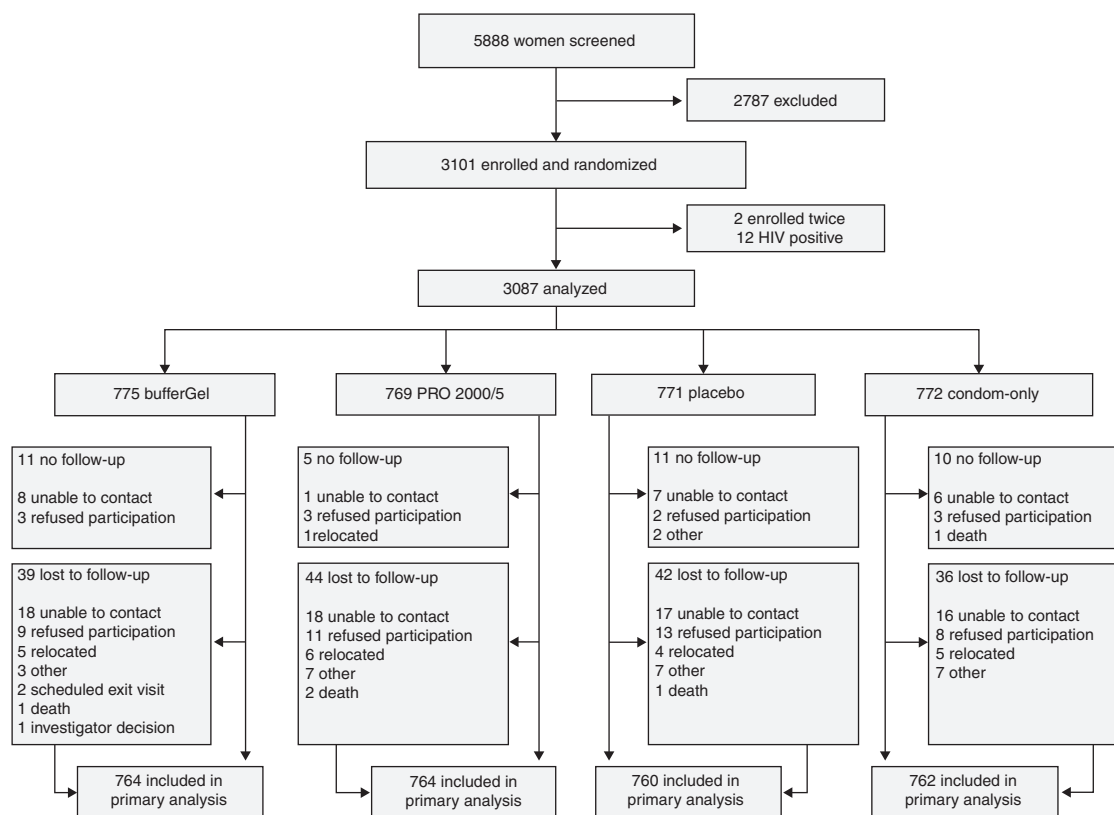 5888 women screened
2787 excluded
3101 enrolled and randomized
2 enrolled twice
12 HIV positive
3087 analyzed
775 bufferGel
769 PRO 2000/5
771 placebo
772 condom-only
11 no follow-up
8 unable to contact
3 refused participation
5 no follow-up
1 unable to contact
3 refused participation
1relocated
11 no follow-up
7 unable to contact
2 refused participation
2 other
10 no follow-up
6 unable to contact
3 refused participation
1 death
39 lost to follow-up
18 unable to contact
9 refused participation
5 relocated
3 other
2 scheduled exit visit
1 death
1 investigator decision
44 lost to follow-up
18 unable to contact
11 refused participation
6 relocated
7 other
2 death
42 lost to follow-up
17 unable to contact
13 refused participation
4 relocated
7 other
1 death
36 lost to follow-up
16 unable to contact
8 refused participation
5 relocated
7 other
764 included in
primary analysis
764 included in
primary analysis
760 included in
primary analysis
762 included in
primary analysis